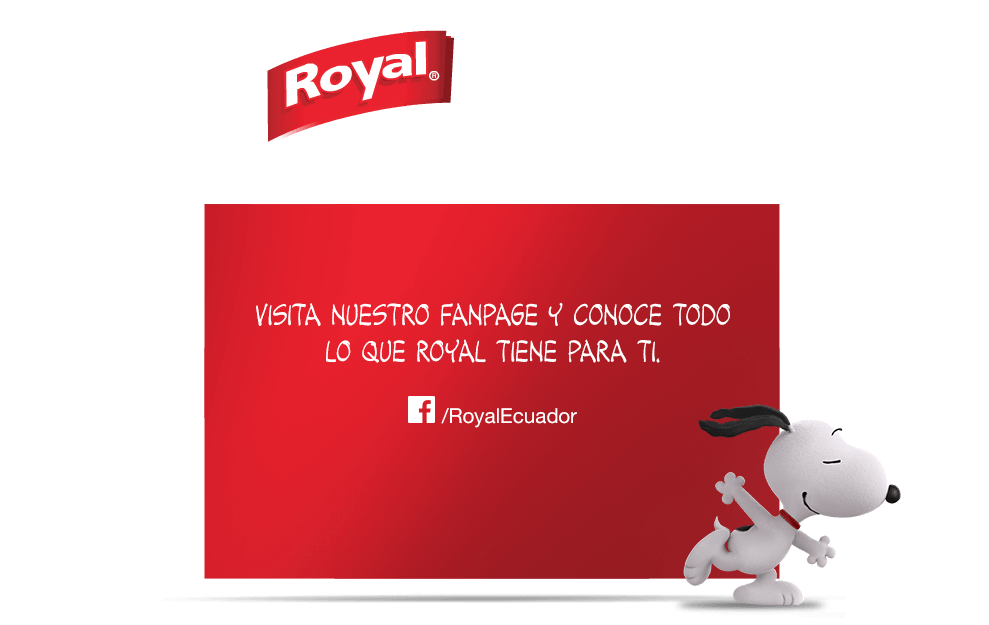 Royal®
VISITA NUESTRO FANPAGE Y CONOCE TODO
LO QUE ROYAL TIENE PARA TI.
f /RoyalEcuador